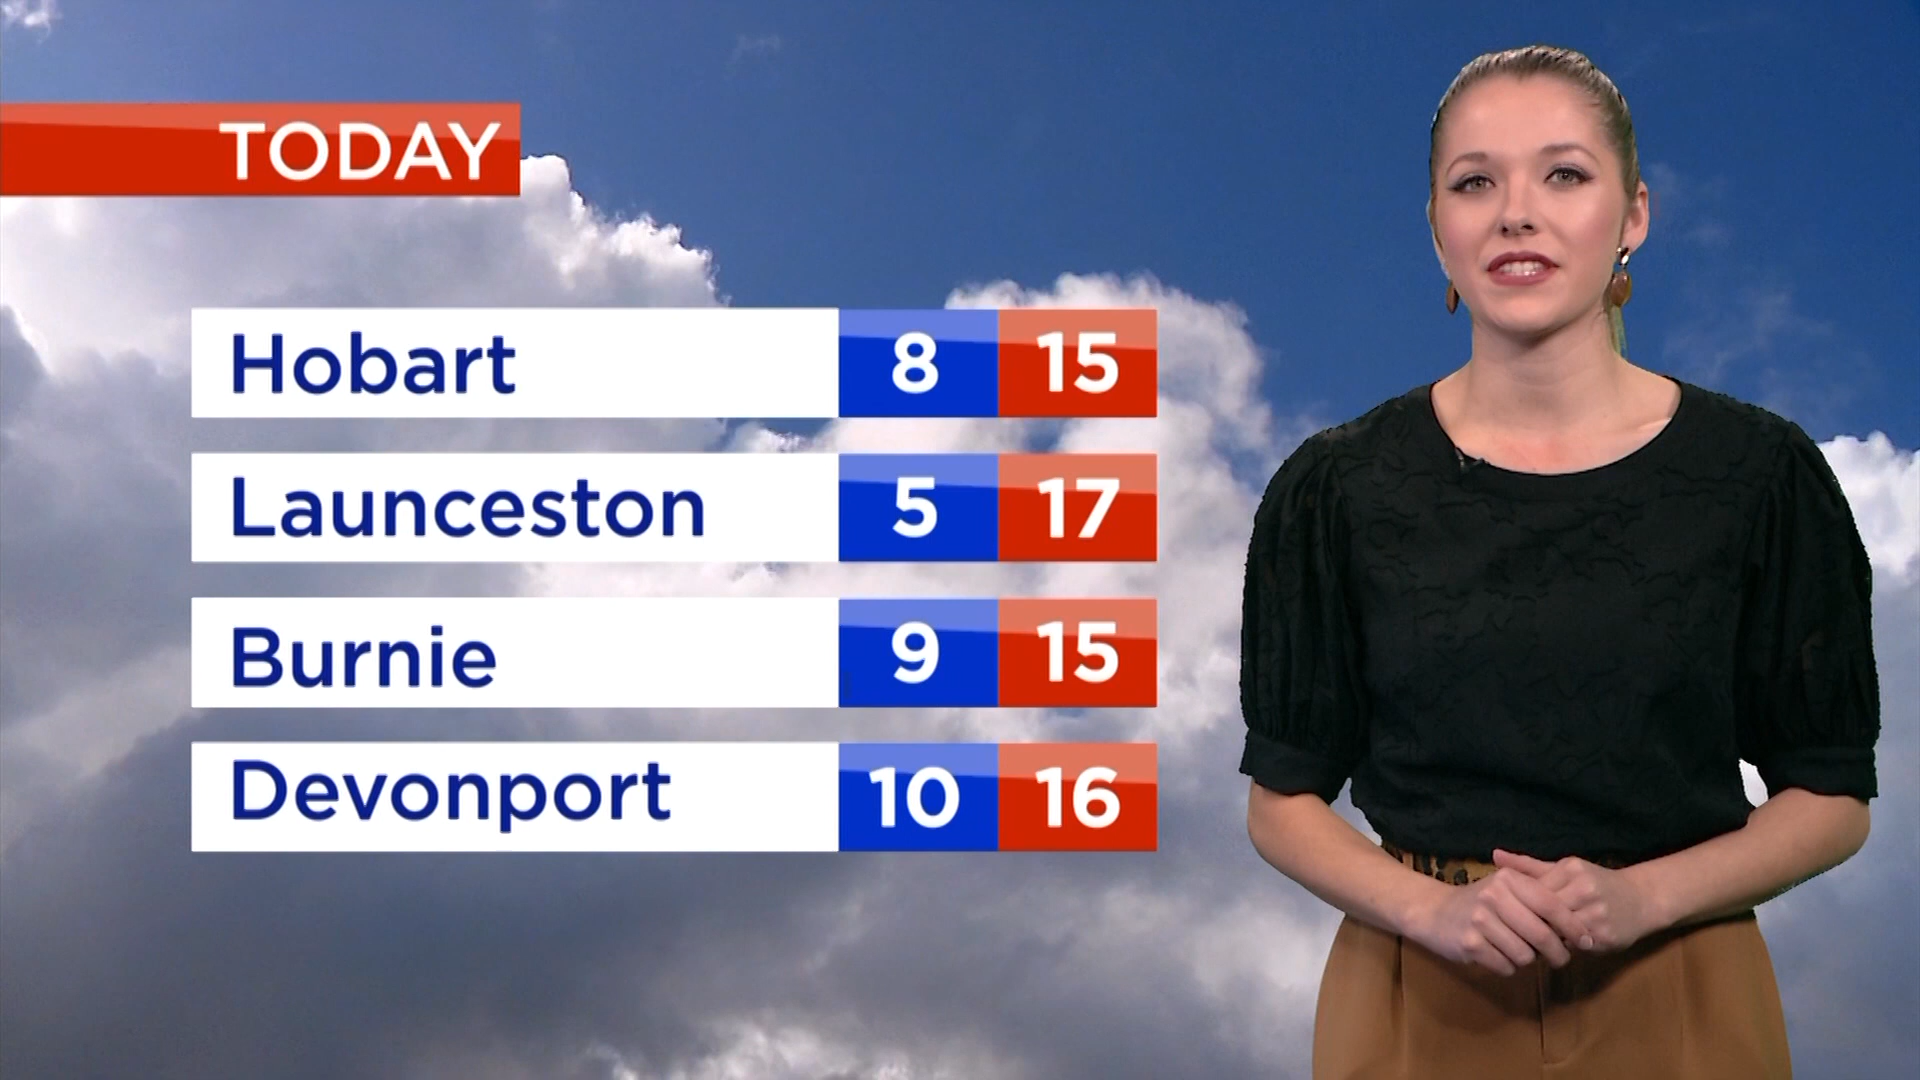 TODAY
Hobart 8 15
Launceston 5 17
Burnie 9 15
Devonport 10 16